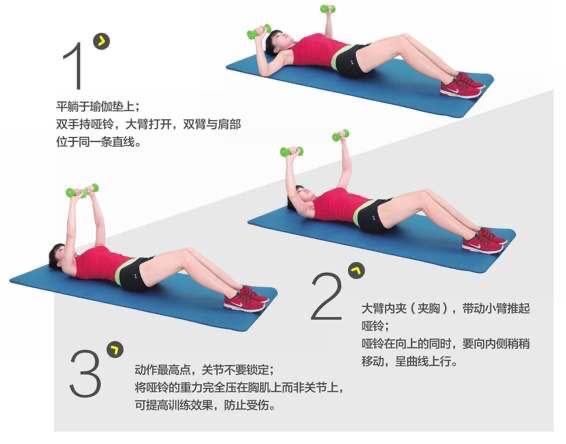 1
平躺于瑜伽垫上；
双手持哑铃，大臂打开，双臂与肩部
位于同一条直线。
2
大臂内夹（夹胸），带动小臂推起
哑铃；
哑铃在向上的同时，要向内侧稍稍
移动，呈曲线上行。
3
动作最高点，关节不要锁定；
将哑铃的重力完全压在胸肌上而非关节上，
可提高训练效果，防止受伤。